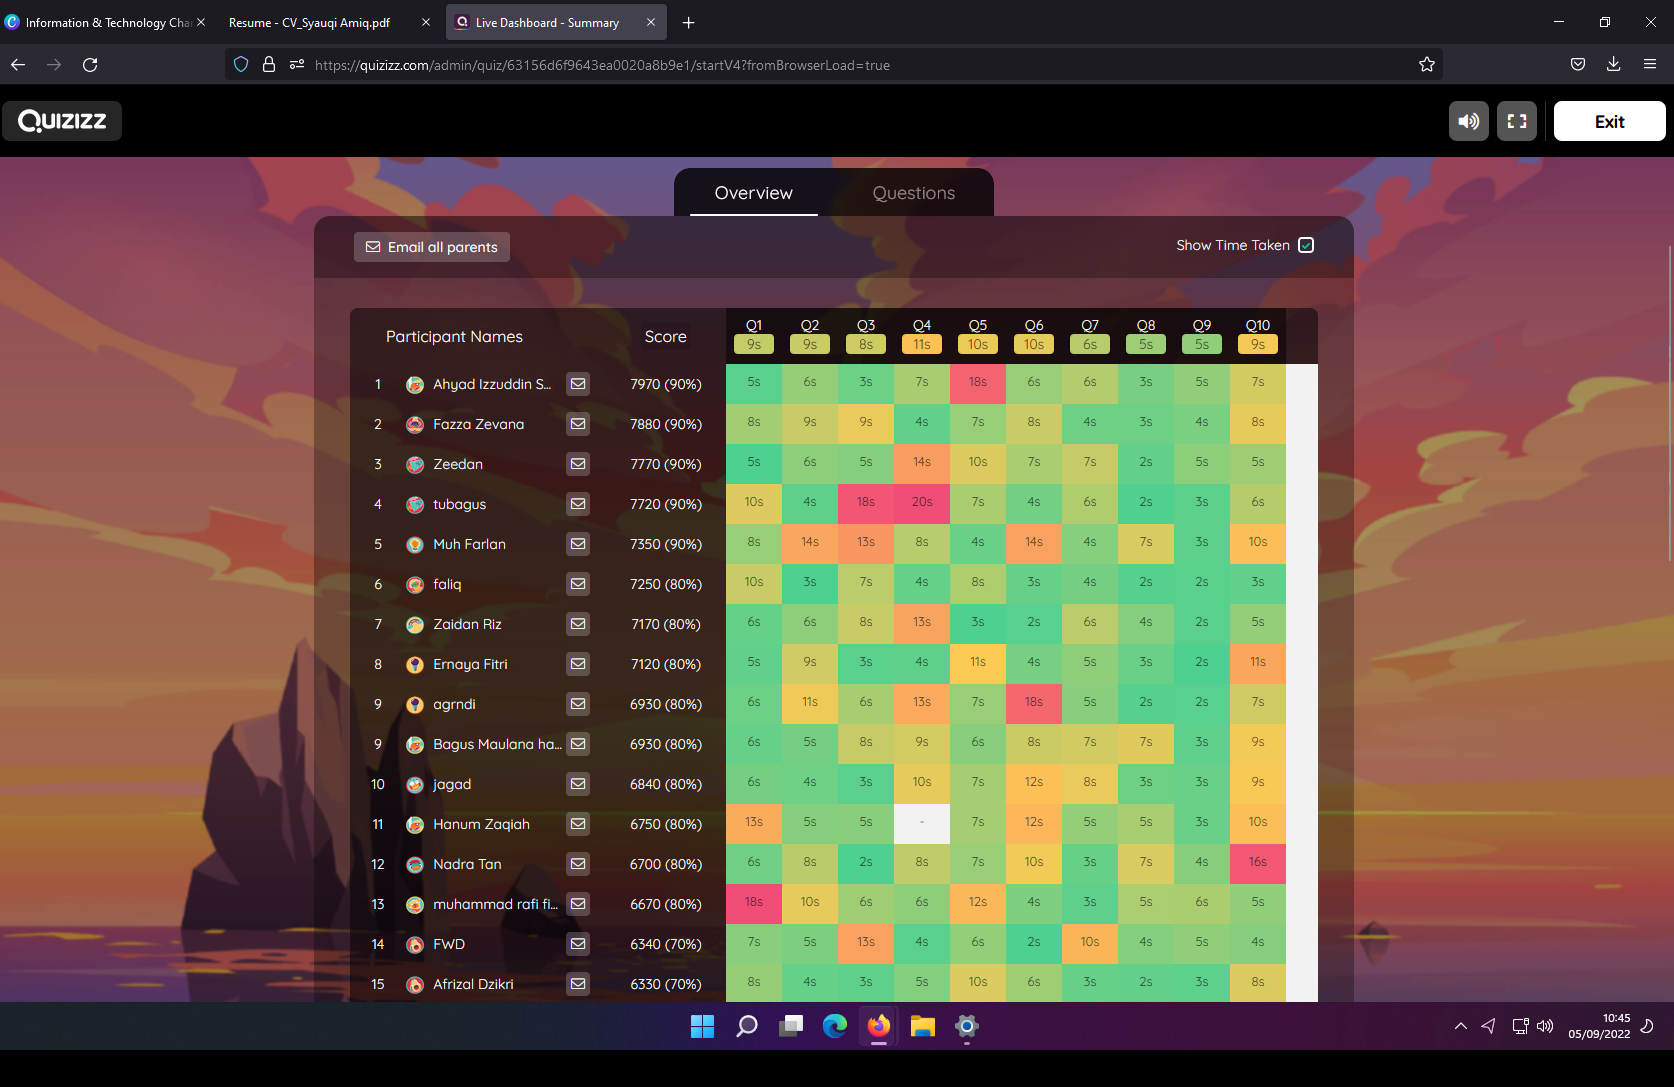 Information & Technology Cha
Resume - CV_Syauqi Amiq.pdf
Live Dashboard - Summary
https://quizizz.com/admin/quiz/63156d6f9643ea0020a8b9e1/startV4?fromBrowserLoad=true
QUIZIZZ
Exit
Overview Questions
Email all parents
Show Time Taken
Participant Names Score Q1 Q2 Q3 Q4 Q5 Q6 Q7 Q8 Q9 Q10
9s 9s 8s 11s 10s 10s 6s 5s 5s 9s
1 Ahyad Izzuddin S... 7970 (90%) 5s 6s 3s 7s 18s 6s 6s 3s 5s 7s
2 Fazza Zevana 7880 (90%) 8s 9s 9s 4s 7s 8s 4s 3s 4s 8s
3 Zeedan 7770 (90%) 5s 6s 5s 14s 10s 7s 7s 2s 5s 5s
4 tubagus 7720 (90%) 10s 4s 18s 20s 7s 4s 6s 2s 3s 6s
5 Muh Farlan 7350 (90%) 8s 14s 13s 8s 4s 14s 4s 7s 3s 10s
6 faliq 7250 (80%) 10s 3s 7s 4s 8s 3s 4s 2s 2s 3s
7 Zaidan Riz 7170 (80%) 6s 6s 8s 13s 3s 2s 6s 4s 2s 5s
8 Ernaya Fitri 7120 (80%) 5s 9s 3s 4s 11s 4s 5s 3s 2s 11s
9 agrndi 6930 (80%) 6s 11s 6s 13s 7s 18s 5s 2s 2s 7s
9 Bagus Maulana ha... 6930 (80%) 6s 5s 8s 9s 6s 8s 7s 7s 3s 9s
10 jagad 6840 (80%) 6s 4s 3s 10s 7s 12s 8s 3s 3s 9s
11 Hanum Zaqiah 6750 (80%) 13s 5s 5s - 7s 12s 5s 5s 3s 10s
12 Nadra Tan 6700 (80%) 6s 8s 2s 8s 7s 10s 3s 7s 4s 16s
13 muhammad rafi fi... 6670 (80%) 18s 10s 6s 6s 12s 4s 3s 5s 6s 5s
14 FWD 6340 (70%) 7s 5s 13s 4s 6s 2s 10s 4s 5s 4s
15 Afrizal Dzikri 6330 (70%) 8s 4s 3s 5s 10s 6s 3s 2s 3s 8s
10:45
05/09/2022